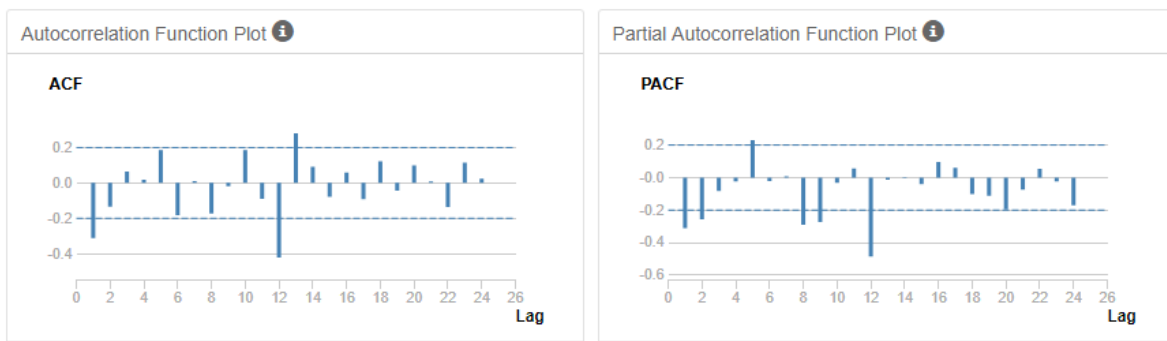 Autocorrelation Function Plot
ACF
0.2
0.0
-0.2
-0.4
0 2 4 6 8 10 12 14 16 18 20 22 24 26
Lag
Partial Autocorrelation Function Plot
PACF
0.2
-0.0
-0.2
-0.4
-0.6
0 2 4 6 8 10 12 14 16 18 20 22 24 26
Lag